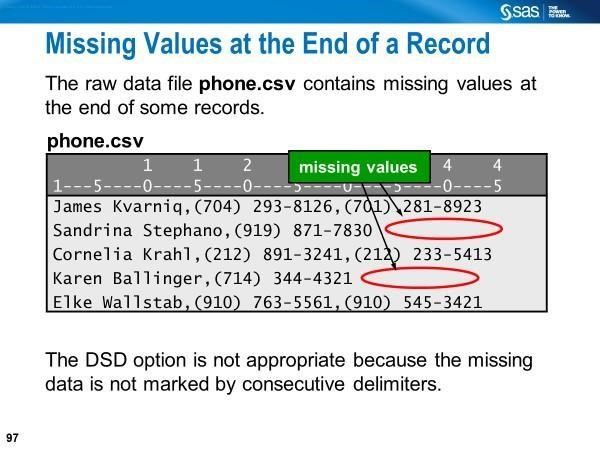 sas
THE
POWER
TO KNOW.
Missing Values at the End of a Record
The raw data file phone.csv contains missing values at
the end of some records.
phone.csv
missing values
1 1 2 4 4
1---5----0----5----0----5----0----5----0----5
James Kvarniq,(704) 293-8126,(701) 281-8923
Sandrina Stephano,(919) 871-7830
Cornelia Krahl,(212) 891-3241,(212) 233-5413
Karen Ballinger,(714) 344-4321
Elke Wallstab,(910) 763-5561,(910) 545-3421
The DSD option is not appropriate because the missing
data is not marked by consecutive delimiters.
97